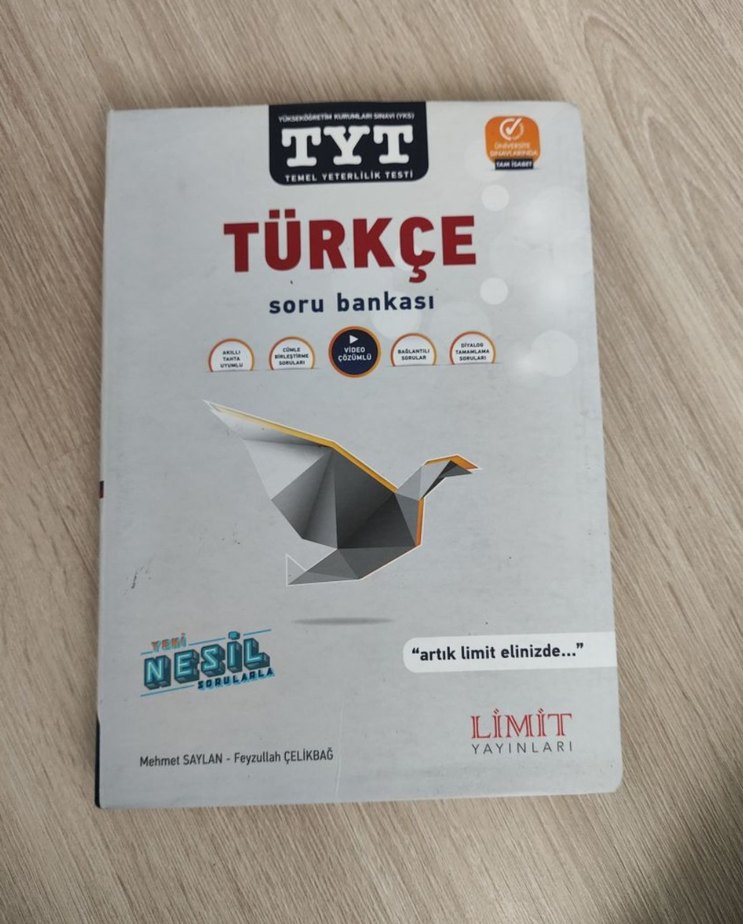 YÜKSEKÖĞRETİM KURUMLARI SINAVI (YKS)
TYT
TEMEL YETERLİLİK TESTİ
ÜNİVERSİTE
SINAVLARINDA
TAM İSABET
TÜRKÇE
soru bankası
AKILLI
TAHTA
UYUMLU
CÜMLE
BİRLEŞTİRME
SORULARI
VİDEO
ÇÖZÜMLÜ
BAĞLANTILI
SORULAR
DİYALOG
TAMAMLAMA
SORULARI
YENİ
NESİL
SORULARLA
"artık limit elinizde..."
LİMİT
YAYINLARI
Mehmet SAYLAN - Feyzullah ÇELİKBAĞ